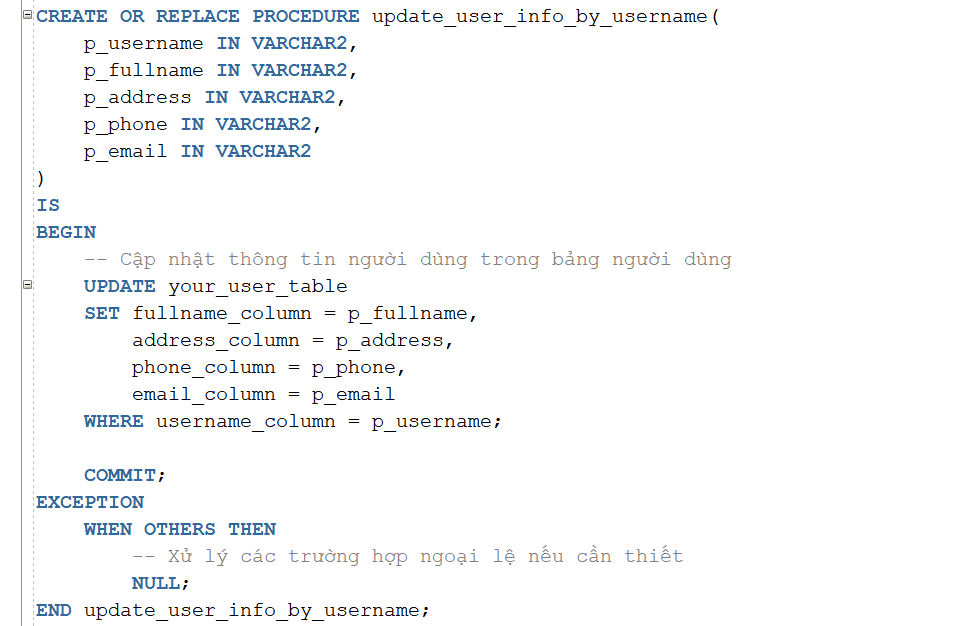 CREATE OR REPLACE PROCEDURE update_user_info_by_username(
    p_username IN VARCHAR2,
    p_fullname IN VARCHAR2,
    p_address IN VARCHAR2,
    p_phone IN VARCHAR2,
    p_email IN VARCHAR2
)
IS
BEGIN
    -- Cập nhật thông tin người dùng trong bảng người dùng
    UPDATE your_user_table
    SET fullname_column = p_fullname,
        address_column = p_address,
        phone_column = p_phone,
        email_column = p_email
    WHERE username_column = p_username;

    COMMIT;
EXCEPTION
    WHEN OTHERS THEN
        -- Xử lý các trường hợp ngoại lệ nếu cần thiết
        NULL;
END update_user_info_by_username;